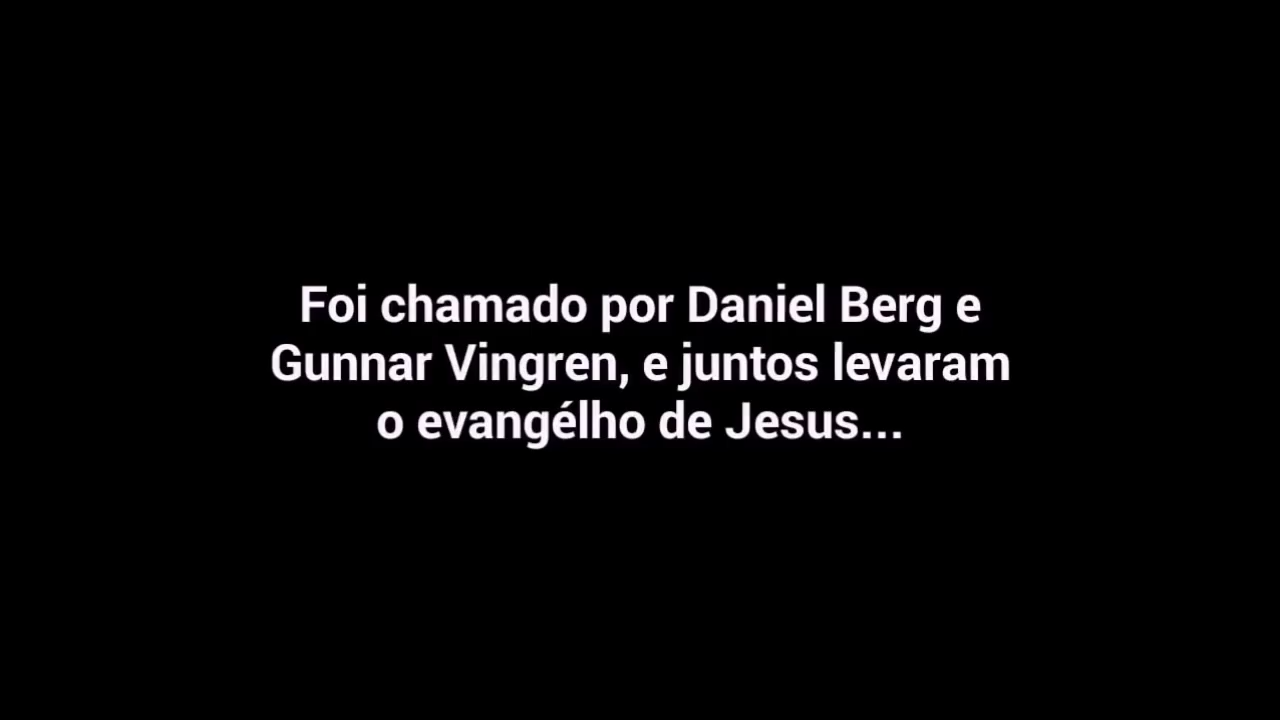 Foi chamado por Daniel Berg e
Gunnar Vingren, e juntos levaram
o evangélho de Jesus...